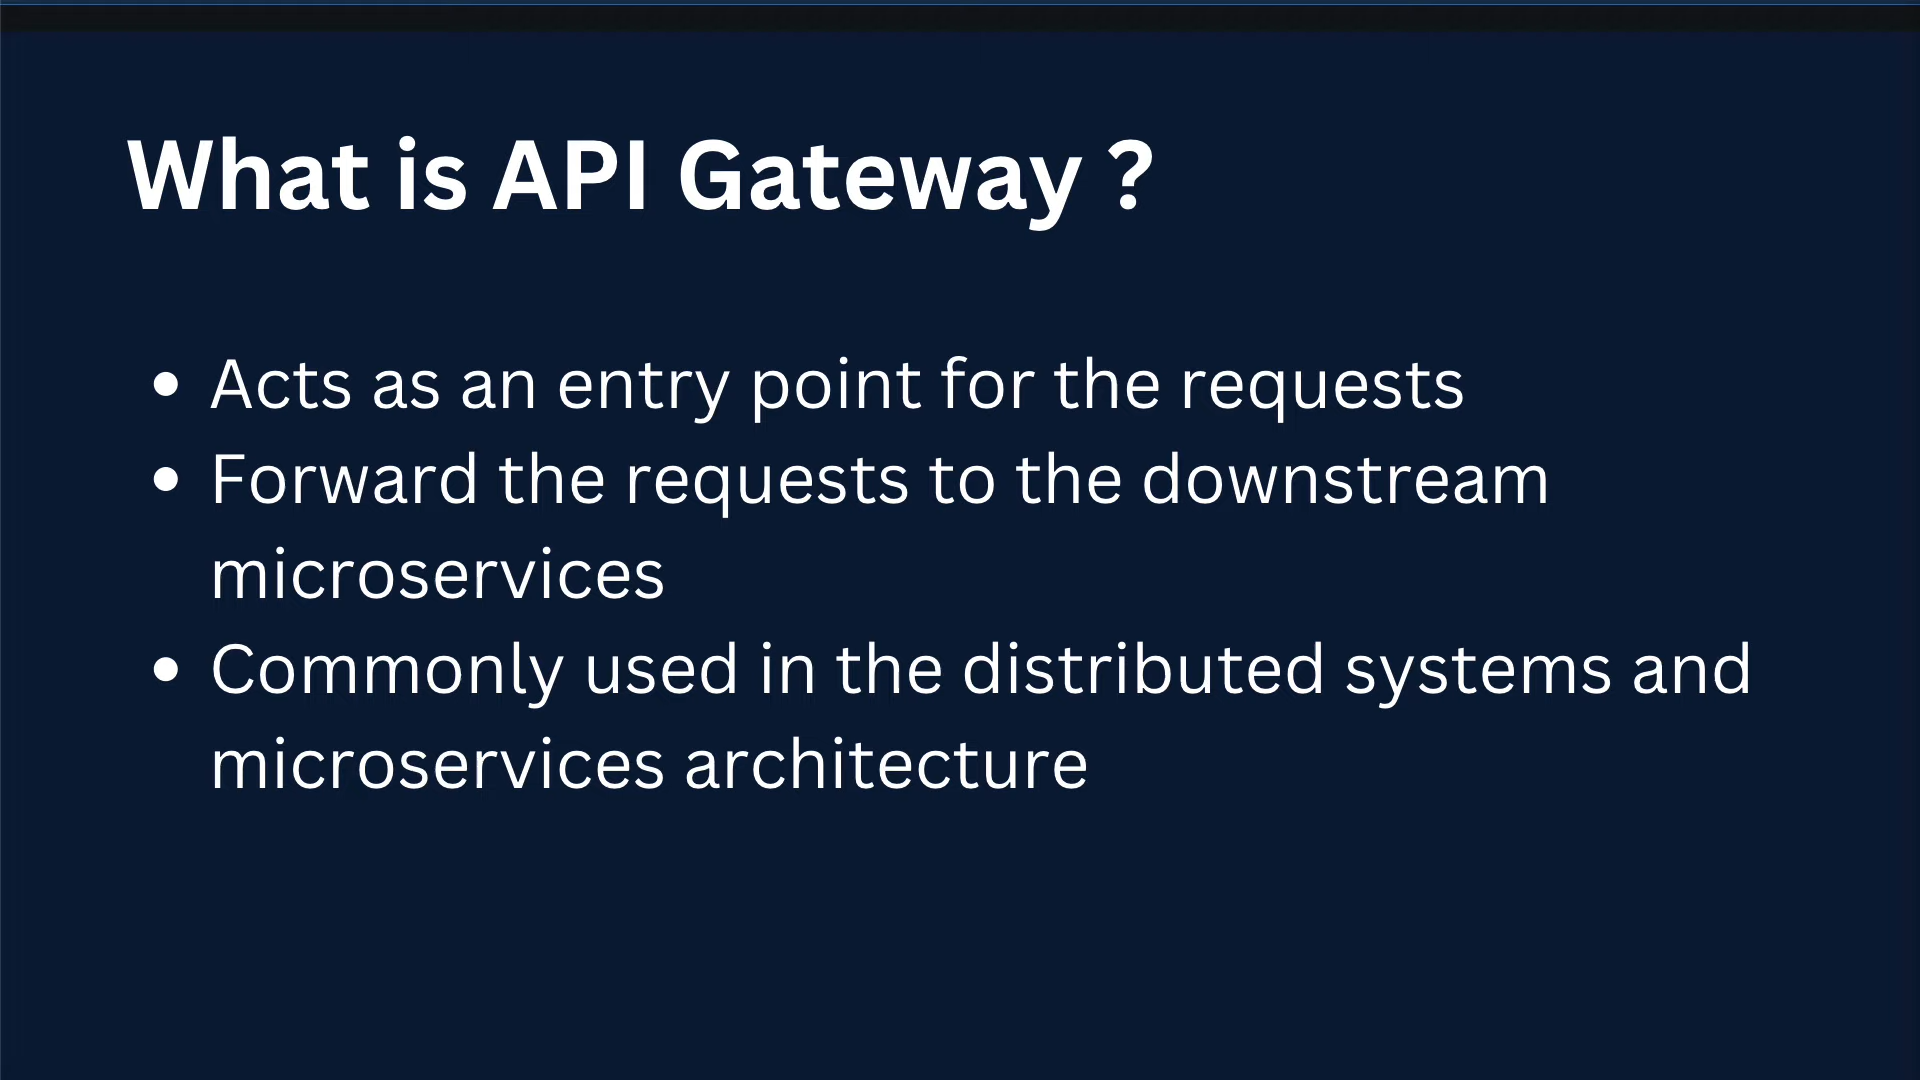 What is API Gateway ?
• Acts as an entry point for the requests
• Forward the requests to the downstream
microservices
• Commonly used in the distributed systems and
microservices architecture